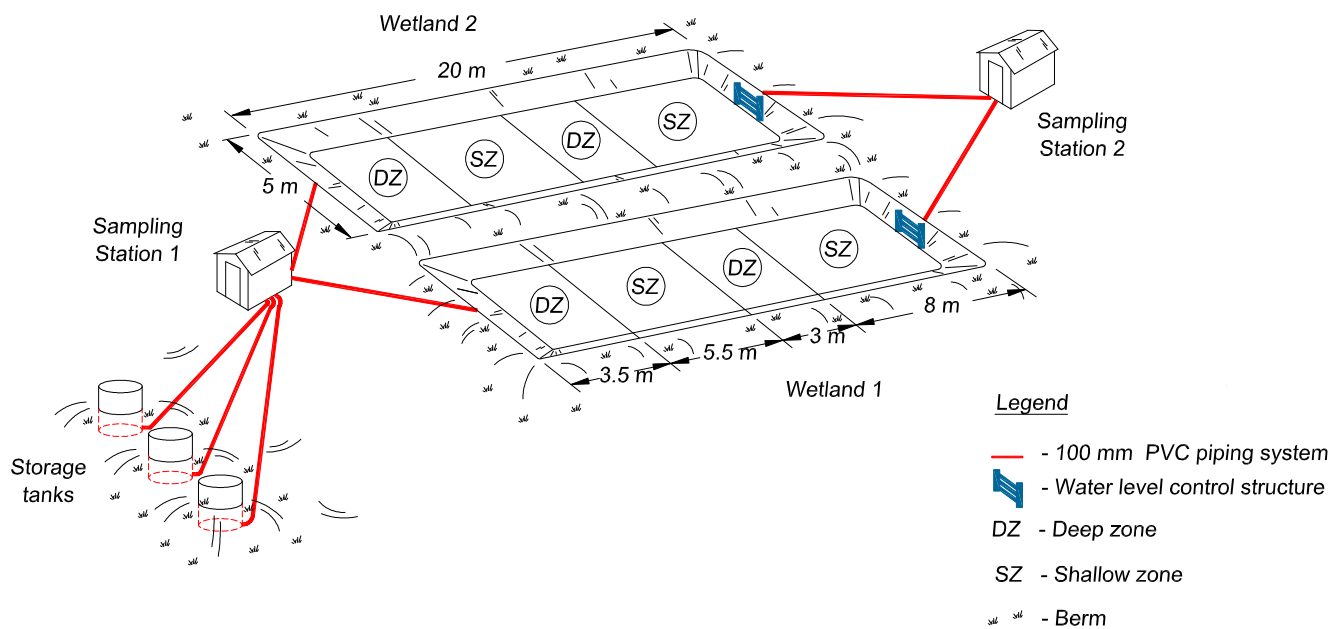 Wetland 2
20 m
5 m
DZ
SZ
DZ
SZ
Sampling
Station 2
Sampling
Station 1
DZ
SZ
DZ
SZ
3.5 m
5.5 m
3 m
8 m
Wetland 1
Storage
tanks
Legend
- 100 mm PVC piping system
- Water level control structure
DZ - Deep zone
SZ - Shallow zone
- Berm